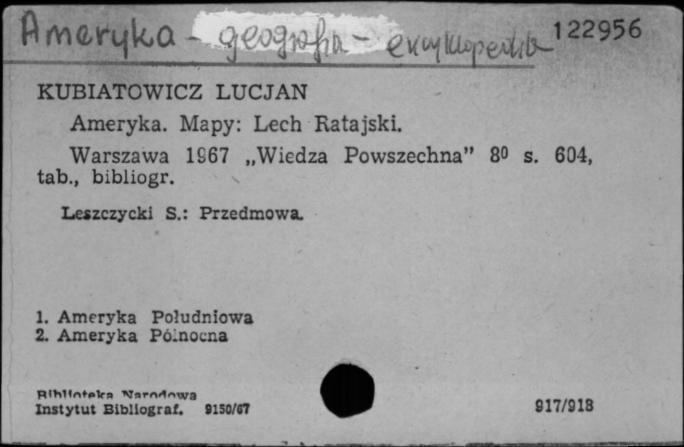 Ameryka - geografia - encyklopedia 122956
KUBIATOWICZ LUCJAN
Ameryka. Mapy: Lech Ratajski.
Warszawa 1967 „Wiedza Powszechna” 8⁰ s. 604,
tab., bibliogr.
Leszczycki S.: Przedmowa.
1. Ameryka Południowa
2. Ameryka Północna
Biblioteka Narodowa
Instytut Bibliograf. 9150/67 917/918